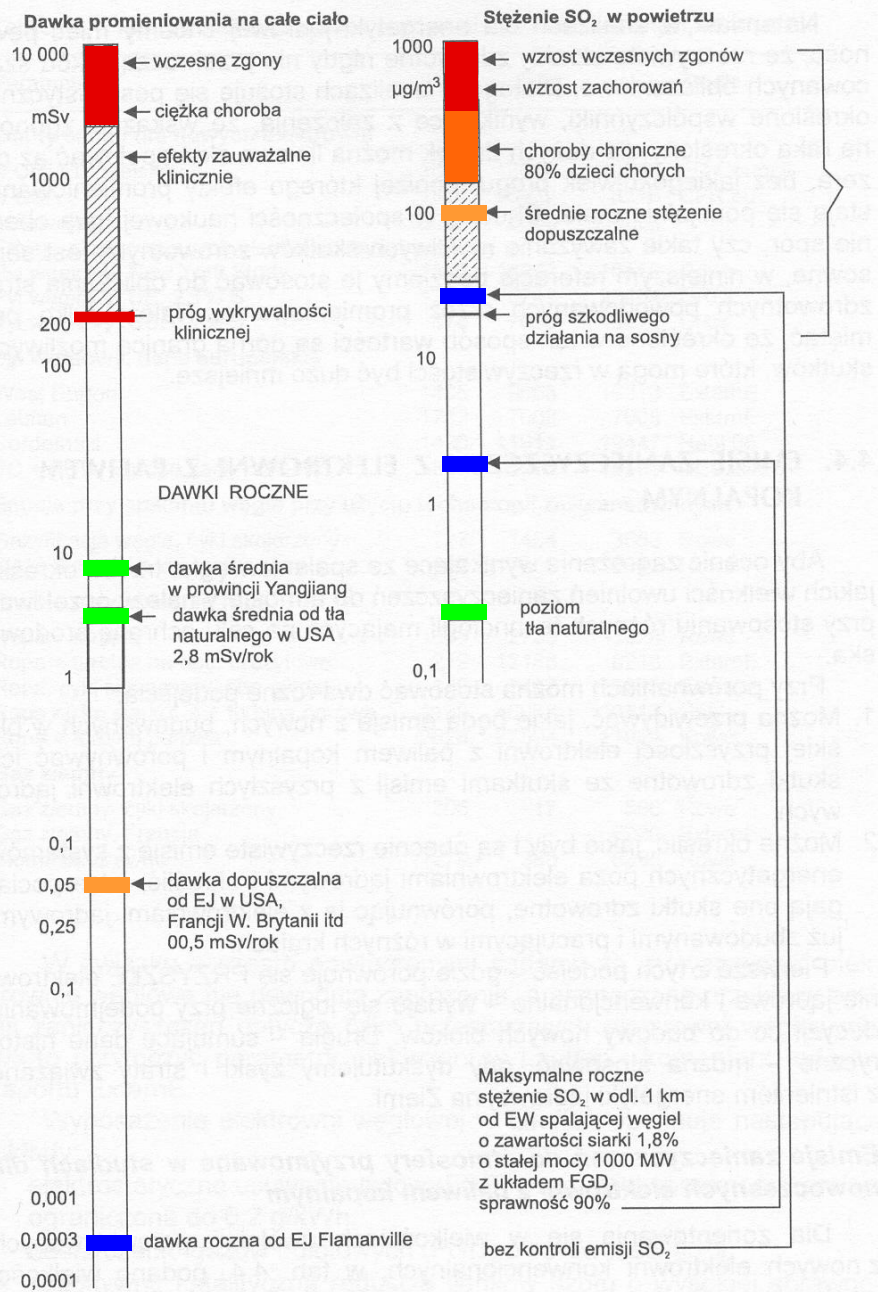 Dawka promieniowania na całe ciało
10 000
mSv
1000
200
100
10
1
0,1
0,05
0,25
0,1
0,001
0,0003
0,0001
wczesne zgony
ciężka choroba
efekty zauważalne
klinicznie
próg wykrywalności
klinicznej
DAWKI ROCZNE
dawka średnia
w prowincji Yangjiang
dawka średnia od tła
naturalnego w USA
2,8 mSv/rok
dawka dopuszczalna
od EJ w USA,
Francji W. Brytanii itd
00,5 mSv/rok
dawka roczna od EJ Flamanville
Stężenie SO₂ w powietrzu
1000
µg/m³
100
10
1
0,1
wzrost wczesnych zgonów
wzrost zachorowań
choroby chroniczne
80% dzieci chorych
średnie roczne stężenie
dopuszczalne
próg szkodliwego
działania na sosny
poziom
tła naturalnego
Maksymalne roczne
stężenie SO₂ w odl. 1 km
od EW spalającej węgiel
o zawartości siarki 1,8%
o stałej mocy 1000 MW
z układem FGD,
sprawność 90%
bez kontroli emisji SO₂